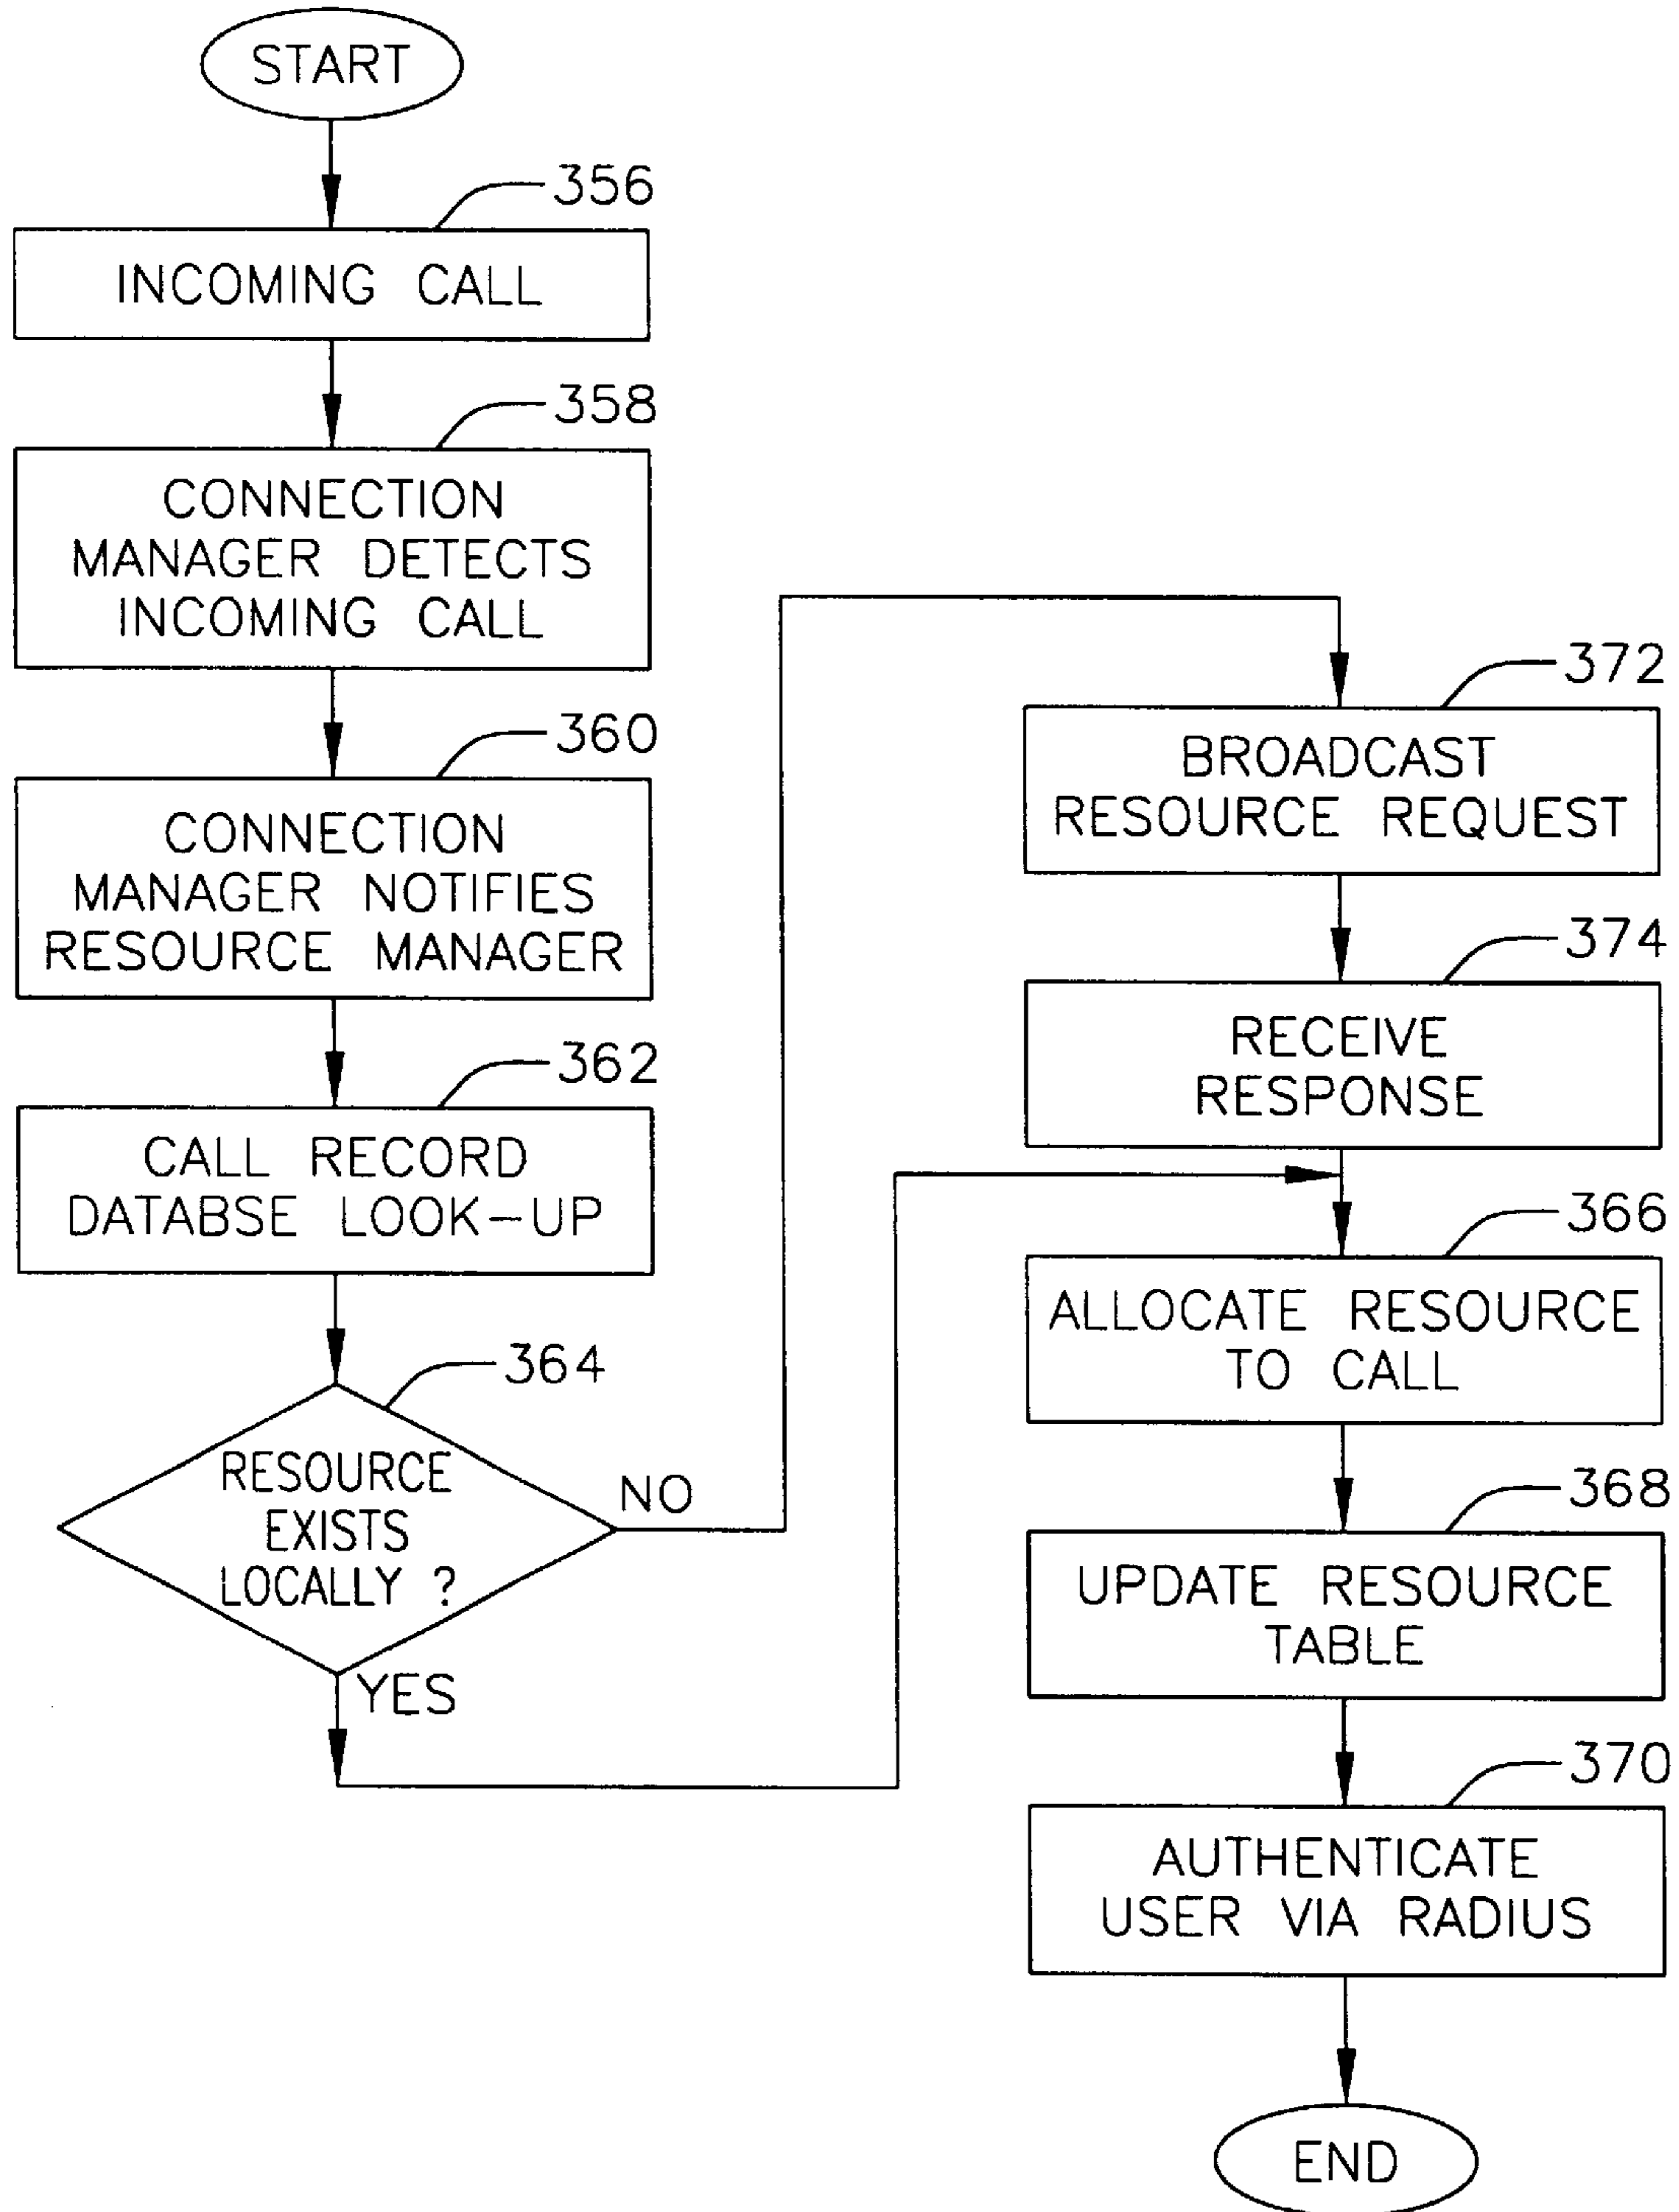 START
356
INCOMING CALL
358
CONNECTION
MANAGER DETECTS
INCOMING CALL
360
CONNECTION
MANAGER NOTIFIES
RESOURCE MANAGER
362
CALL RECORD
DATABSE LOOK-UP
364
RESOURCE
EXISTS
LOCALLY ?
NO
YES
372
BROADCAST
RESOURCE REQUEST
374
RECEIVE
RESPONSE
366
ALLOCATE RESOURCE
TO CALL
368
UPDATE RESOURCE
TABLE
370
AUTHENTICATE
USER VIA RADIUS
END